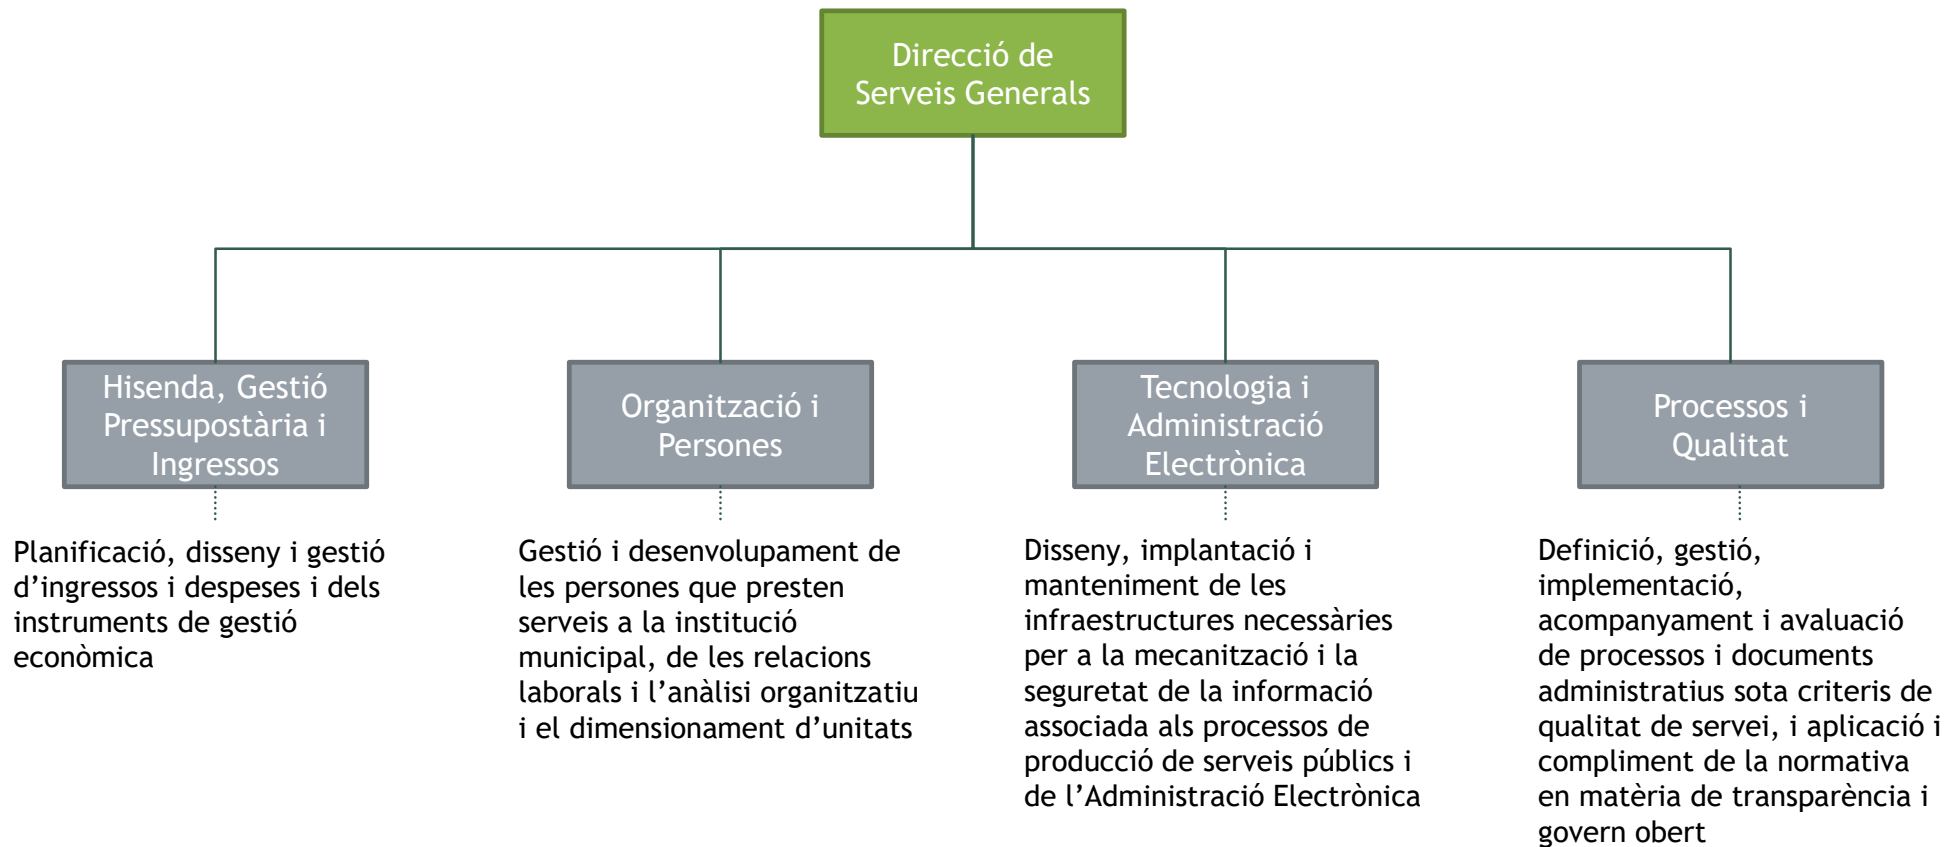 Direcció de
Serveis Generals
Hisenda, Gestió
Pressupostària i
Ingressos
Organització i
Persones
Tecnologia i
Administració
Electrònica
Processos i
Qualitat
Planificació, disseny i gestió
d’ingressos i despeses i dels
instruments de gestió
econòmica
Gestió i desenvolupament de
les persones que presten
serveis a la institució
municipal, de les relacions
laborals i l’anàlisi organitzatiu
i el dimensionament d’unitats
Disseny, implantació i
manteniment de les
infraestructures necessàries
per a la mecanització i la
seguretat de la informació
associada als processos de
producció de serveis públics i
de l’Administració Electrònica
Definició, gestió,
implementació,
acompanyament i avaluació
de processos i documents
administratius sota criteris de
qualitat de servei, i aplicació i
compliment de la normativa
en matèria de transparència i
govern obert